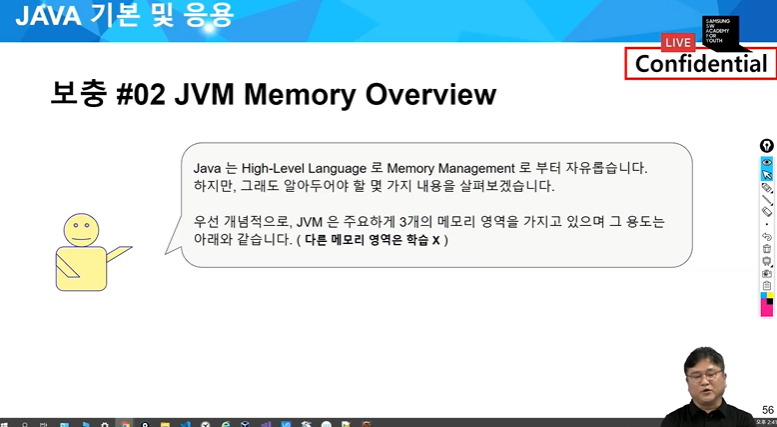 JAVA 기본 및 응용
SAMSUNG
SW
ACADEMY
FOR
YOUTH
LIVE
Confidential
보충 #02 JVM Memory Overview
Java 는 High-Level Language 로 Memory Management 로 부터 자유롭습니다.
하지만, 그래도 알아두어야 할 몇 가지 내용을 살펴보겠습니다.
우선 개념적으로, JVM 은 주요하게 3개의 메모리 영역을 가지고 있으며 그 용도는
아래와 같습니다. ( 다른 메모리 영역은 학습 X )
56